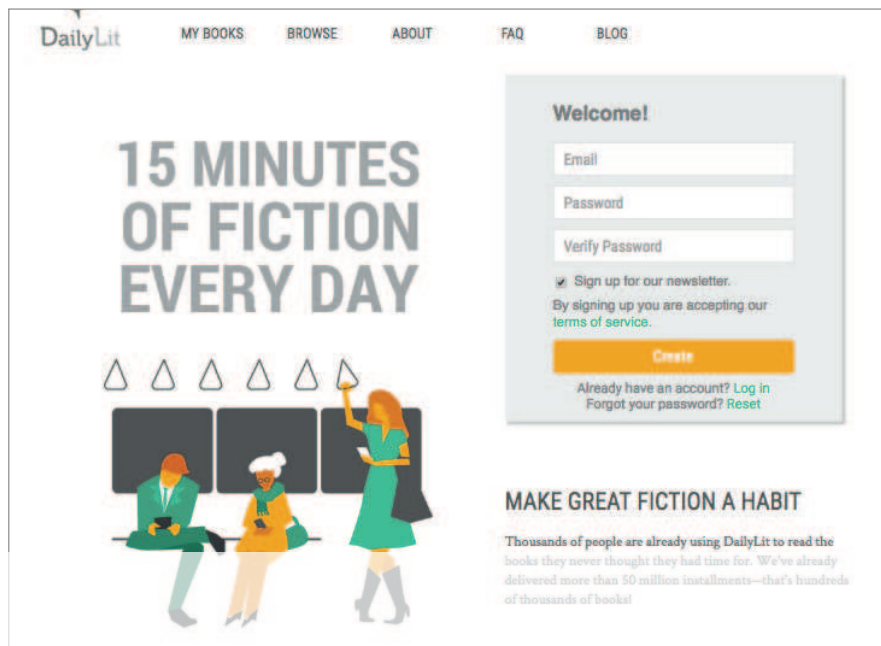 DailyLit
MY BOOKS BROWSE ABOUT FAQ BLOG
15 MINUTES
OF FICTION
EVERY DAY
Welcome!
Email
Password
Verify Password
Sign up for our newsletter.
By signing up you are accepting our
terms of service.
Create
Already have an account? Log in
Forgot your password? Reset
MAKE GREAT FICTION A HABIT
Thousands of people are already using DailyLit to read the
books they never thought they had time for. We've already
delivered more than 50 million installments—that's hundreds
of thousands of books!